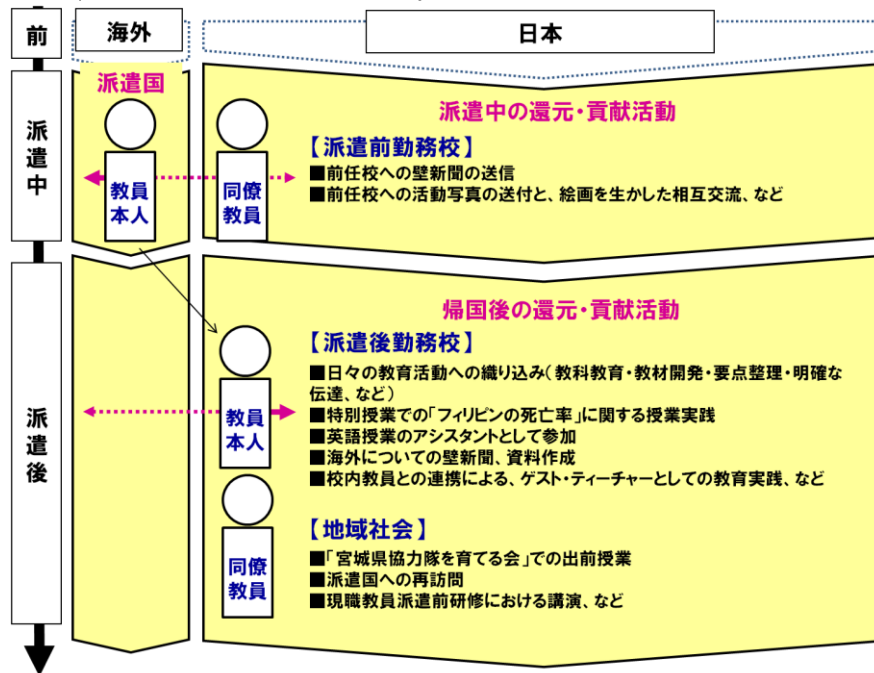 前
海外
日本
派遣中
派遣国
教員
本人
同僚
教員
派遣中の還元・貢献活動
【派遣前勤務校】
■前任校への壁新聞の送信
■前任校への活動写真の送付と、絵画を生かした相互交流、など
派遣後
帰国後の還元・貢献活動
【派遣後勤務校】
■日々の教育活動への織り込み(教科教育・教材開発・要点整理・明確な
伝達、など)
■特別授業での「フィリピンの死亡率」に関する授業実践
■英語授業のアシスタントとして参加
■海外についての壁新聞、資料作成
■校内教員との連携による、ゲスト・ティーチャーとしての教育実践、など
教員
本人
【地域社会】
■「宮城県協力隊を育てる会」での出前授業
■派遣国への再訪問
■現職教員派遣前研修における講演、など
同僚
教員